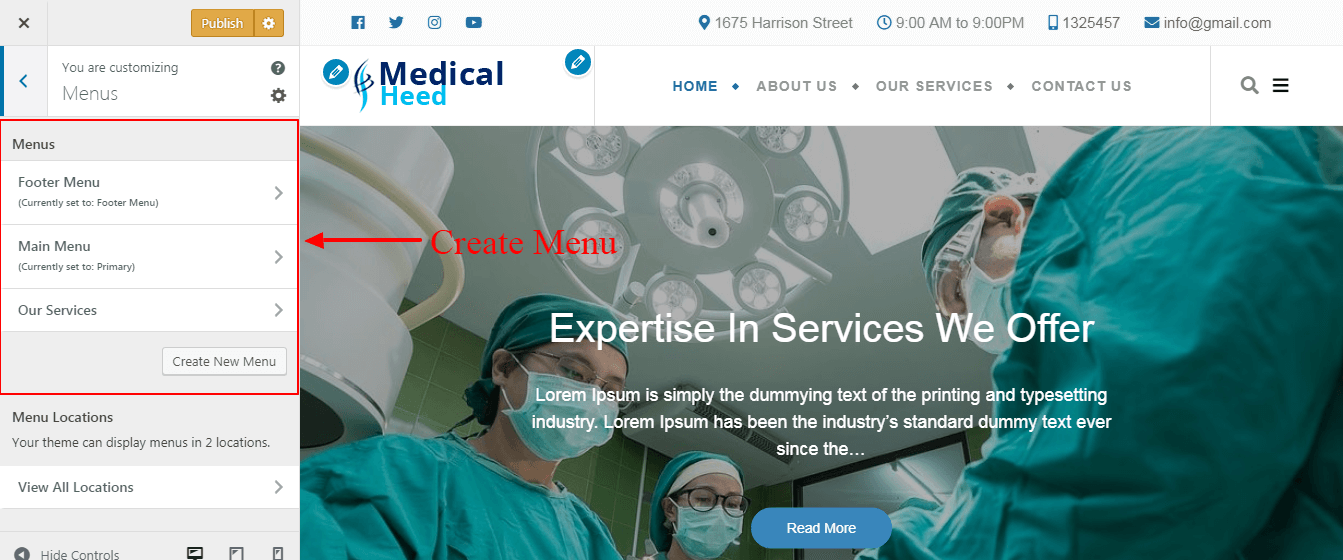 Publish
You are customizing
Menus
Menus
Footer Menu
(Currently set to: Footer Menu)
Main Menu
(Currently set to: Primary)
Our Services
Create New Menu
Menu Locations
Your theme can display menus in 2 locations.
View All Locations
Hide Controls
1675 Harrison Street
9:00 AM to 9:00PM
1325457
info@gmail.com
Medical
Heed
HOME
ABOUT US
OUR SERVICES
CONTACT US
Create Menu
Expertise In Services We Offer
Lorem Ipsum is simply the dummying text of the printing and typesetting
industry. Lorem Ipsum has been the industry’s standard dummy text ever
since the…
Read More